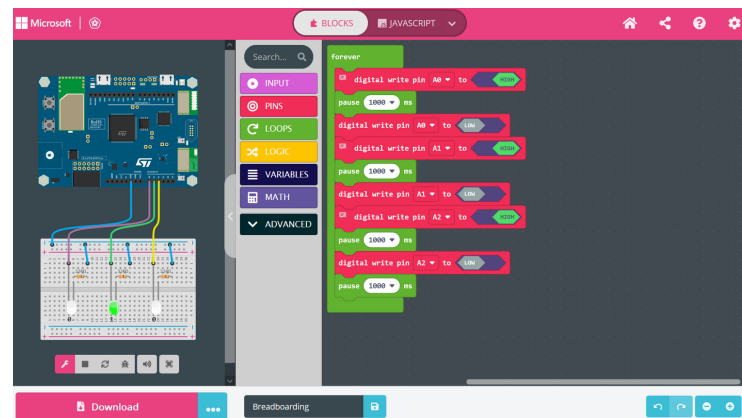 Microsoft
BLOCKS
JAVASCRIPT
Search...
INPUT
PINS
LOOPS
LOGIC
VARIABLES
MATH
ADVANCED
forever
digital write pin A0 to HIGH
pause 1000 ms
digital write pin A0 to LOW
digital write pin A1 to HIGH
pause 1000 ms
digital write pin A1 to LOW
digital write pin A2 to HIGH
pause 1000 ms
digital write pin A2 to LOW
pause 1000 ms
0 1 0
Download
Breadboarding